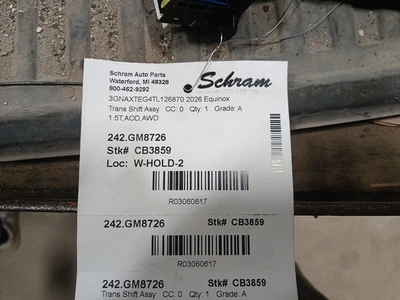 Schram Auto Parts
Waterford, MI 48328
800-462-9292
Schram
3GNAXTEG4TL126870 2026 Equinox
Trans Shift Assy CC: 0 Qty: 1 Grade: A
1.5T,AOD,AWD
242.GM8726
Stk# CB3859
Loc: W-HOLD-2
R03060617
242.GM8726 Stk# CB3859
R03060617
242.GM8726 Stk# CB3859
Trans Shift Assy CC: 0 Qty: 1 Grade: A